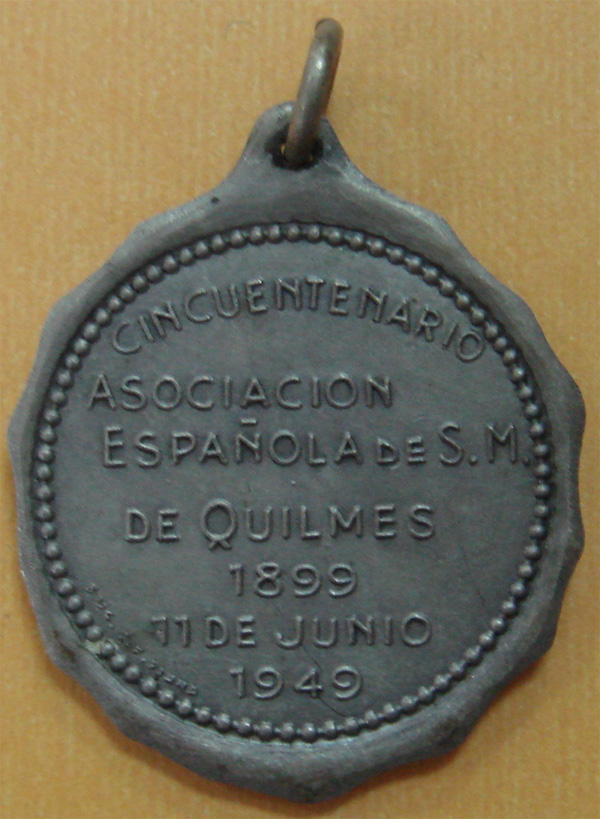 CINCUENTENARIO
ASOCIACION
ESPAÑOLA DE S.M.
DE QUILMES
1899
11 DE JUNIO
1949